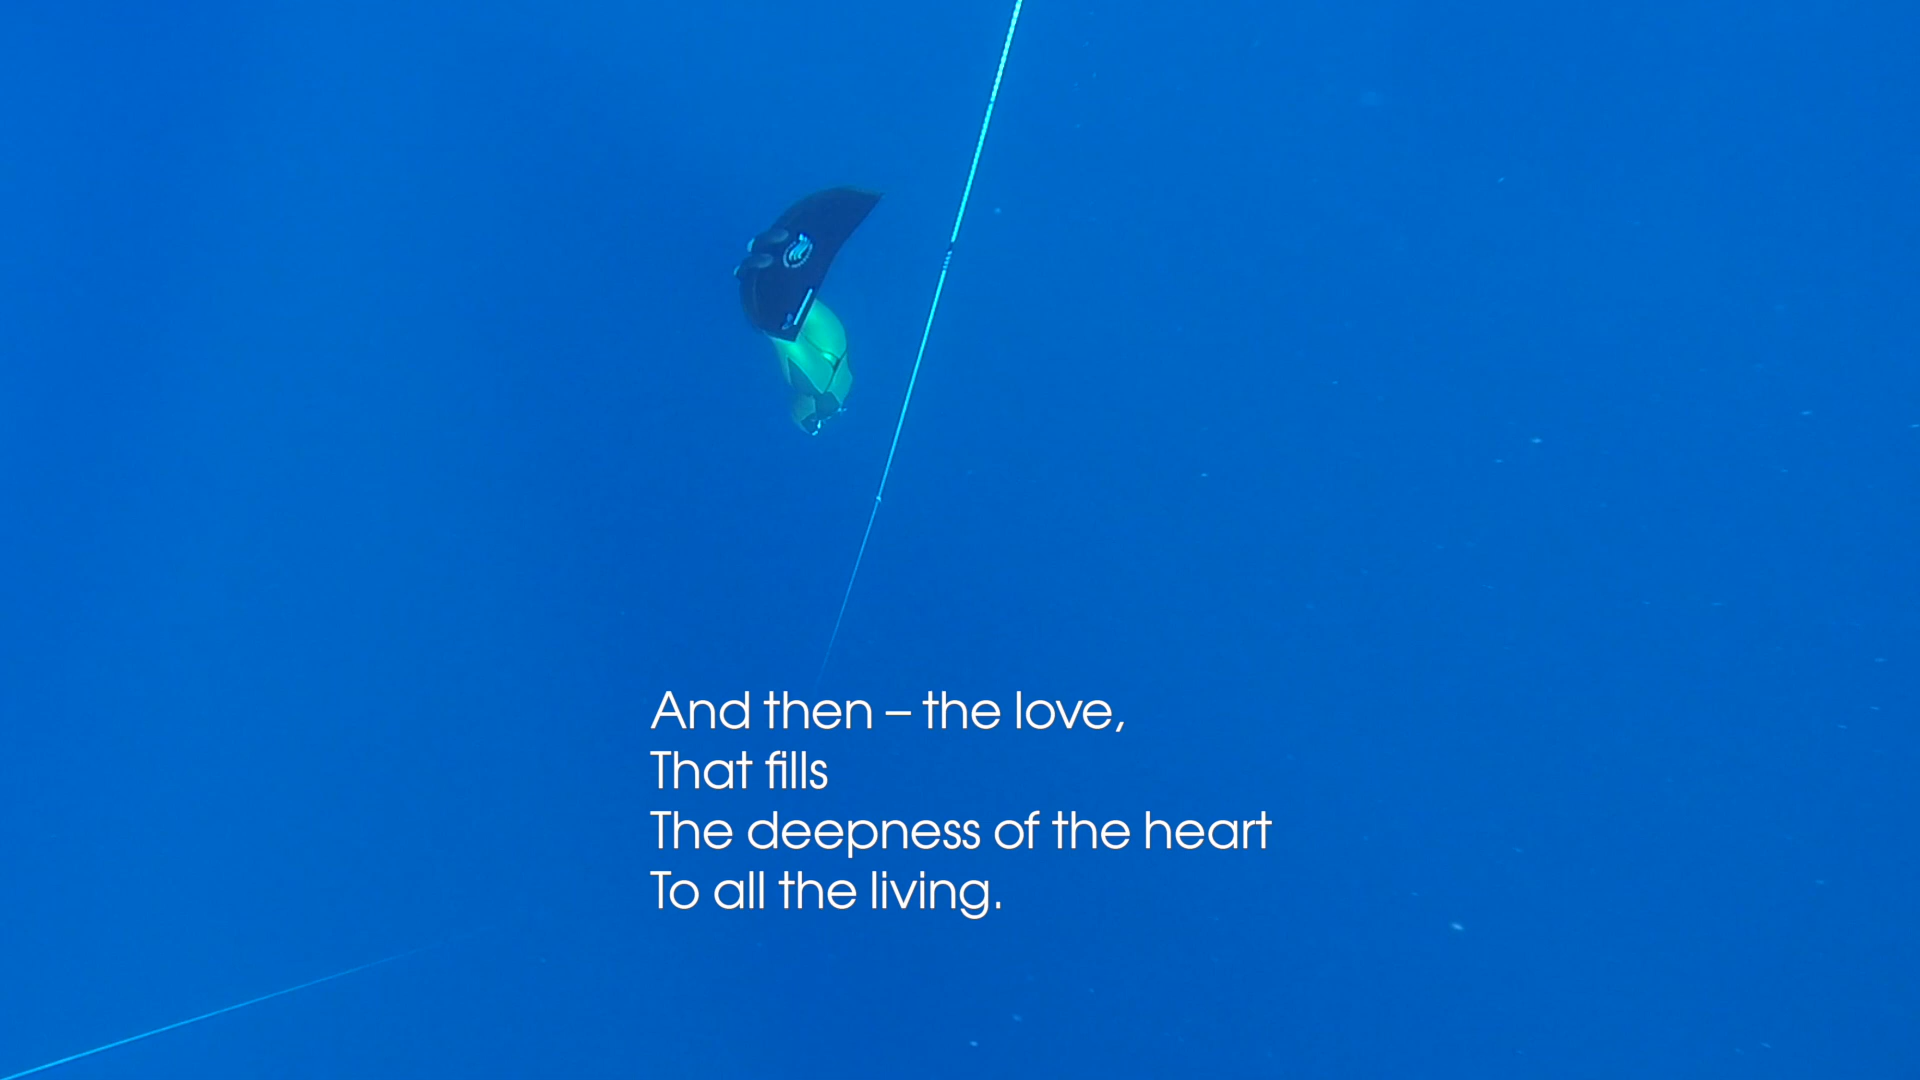 And then – the love,
That fills
The deepness of the heart
To all the living.